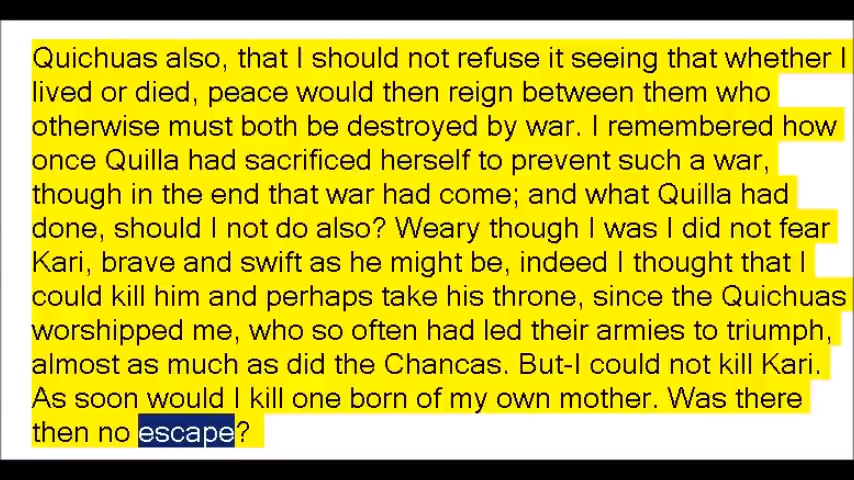 Quichuas also, that I should not refuse it seeing that whether I
lived or died, peace would then reign between them who
otherwise must both be destroyed by war. I remembered how
once Quilla had sacrificed herself to prevent such a war,
though in the end that war had come; and what Quilla had
done, should I not do also? Weary though I was I did not fear
Kari, brave and swift as he might be, indeed I thought that I
could kill him and perhaps take his throne, since the Quichuas
worshipped me, who so often had led their armies to triumph,
almost as much as did the Chancas. But-I could not kill Kari.
As soon would I kill one born of my own mother. Was there
then no escape?